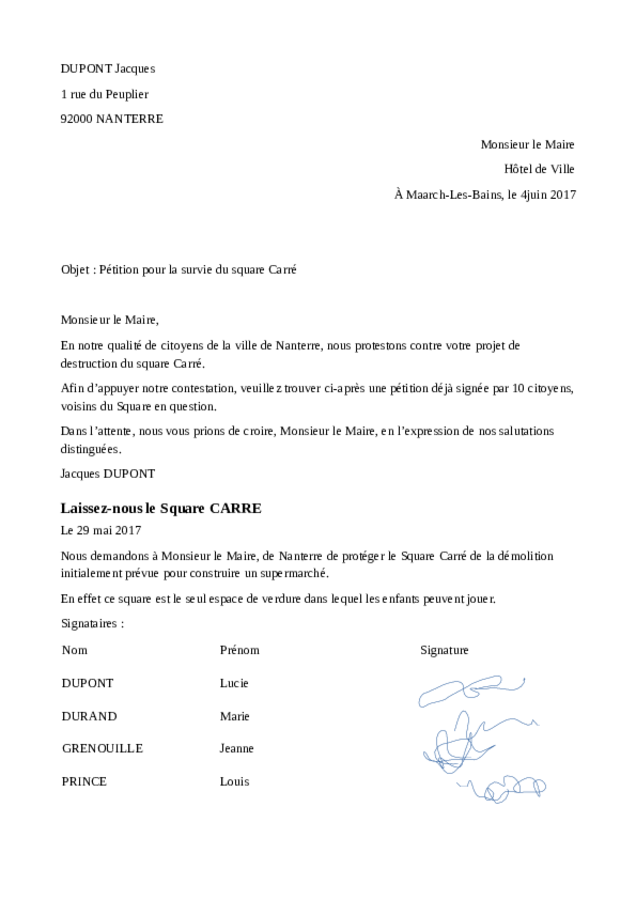 DUPONT Jacques
1 rue du Peuplier
92000 NANTERRE
Monsieur le Maire
Hôtel de Ville
À Maarch-Les-Bains, le 4juin 2017
Objet : Pétition pour la survie du square Carré
Monsieur le Maire,
En notre qualité de citoyens de la ville de Nanterre, nous protestons contre votre projet de
destruction du square Carré.
Afin d'appuyer notre contestation, veuillez trouver ci-après une pétition déjà signée par 10 citoyens,
voisins du Square en question.
Dans l'attente, nous vous prions de croire, Monsieur le Maire, en l'expression de nos salutations
distinguées.
Jacques DUPONT
Laissez-nous le Square CARRE
Le 29 mai 2017
Nous demandons à Monsieur le Maire, de Nanterre de protéger le Square Carré de la démolition
initialement prévue pour construire un supermarché.
En effet ce square est le seul espace de verdure dans lequel les enfants peuvent jouer.
Signataires :
Nom Prénom Signature
DUPONT Lucie
DURAND Marie
GRENOUILLE Jeanne
PRINCE Louis